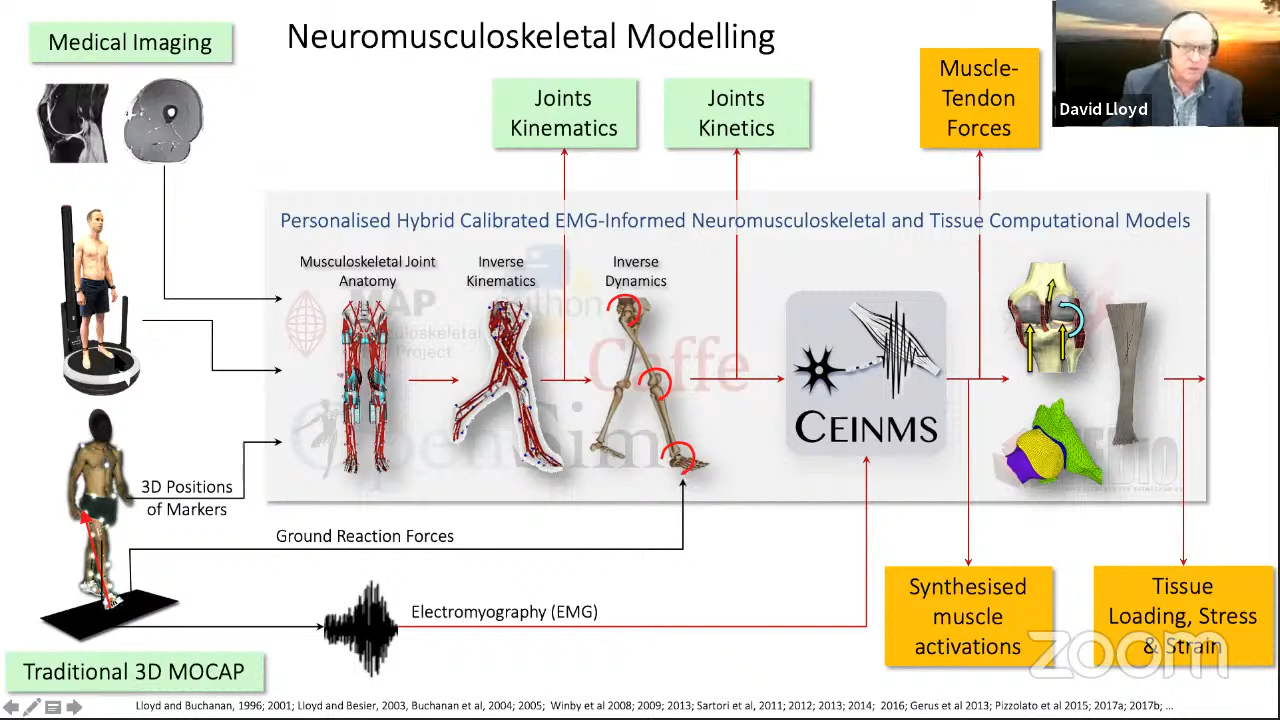 Neuromusculoskeletal Modelling
Medical Imaging
Joints
Kinematics
Joints
Kinetics
Muscle-
Tendon
Forces
David Lloyd
Personalised Hybrid Calibrated EMG-Informed Neuromusculoskeletal and Tissue Computational Models
Musculoskeletal Joint
Anatomy
Inverse
Kinematics
Inverse
Dynamics
Caffe
CEINMS
3D Positions
of Markers
Ground Reaction Forces
Electromyography (EMG)
Synthesised
muscle
activations
Tissue
Loading, Stress
& Strain
zoom
Traditional 3D MOCAP
Lloyd and Buchanan, 1996; 2001; Lloyd and Besier, 2003, Buchanan et al, 2004; 2005; Winby et al 2008; 2009; 2013; Sartori et al, 2011; 2012; 2013; 2014; 2016; Gerus et al 2013; Pizzolato et al 2015; 2017a; 2017b; ...